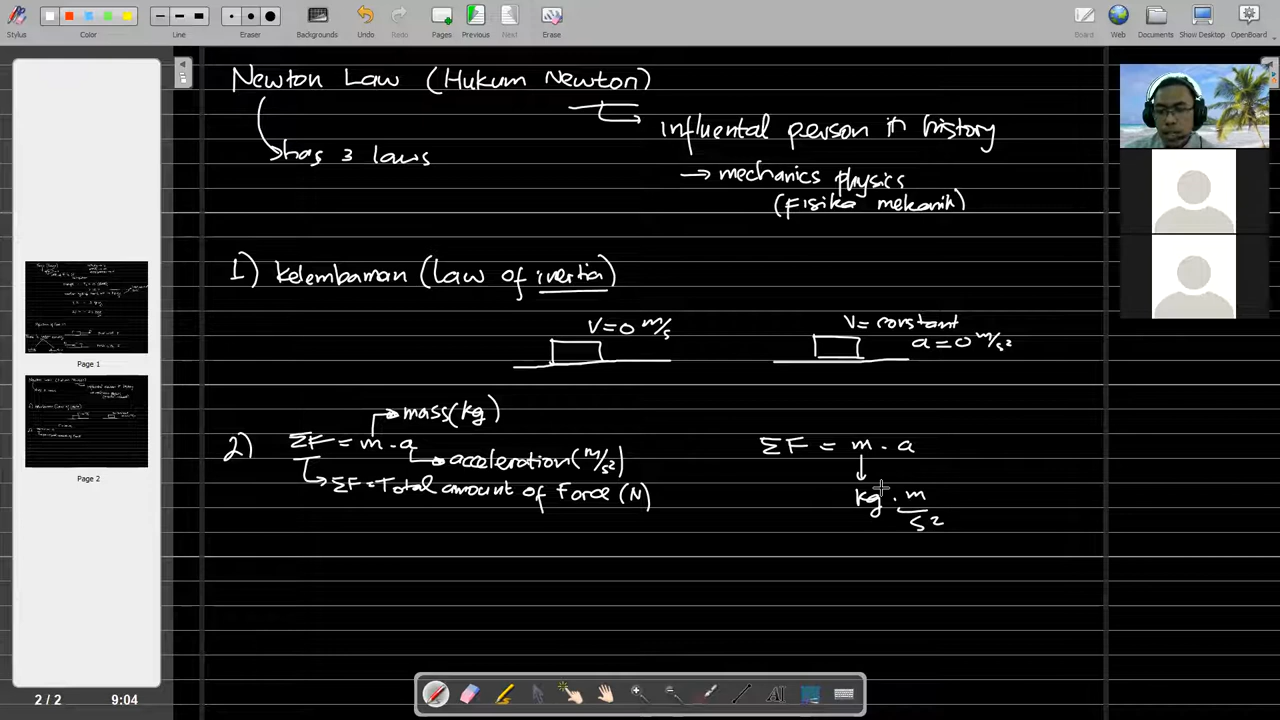 Stylus
Color
Eraser
Backgrounds
Undo
Redo
Pages
Previous
Next
Erase
Board
Web
Documents
Show Desktop
OpenBoard
Newton Law (Hukum Newton)
influental person in history
has 3 laws
→ mechanics physics
(Fisika mekanik)
1) Kelembaman (law of inertia)
V=0 m/s
V= constant
a=0 m/s²
mass(kg)
2) ΣF = m . a
ΣF = m . a
acceleration(m/s²)
ΣF=Total amount of Force (N)
kg . m/s²
Page 1
Page 2
2 / 2
9:04
AI